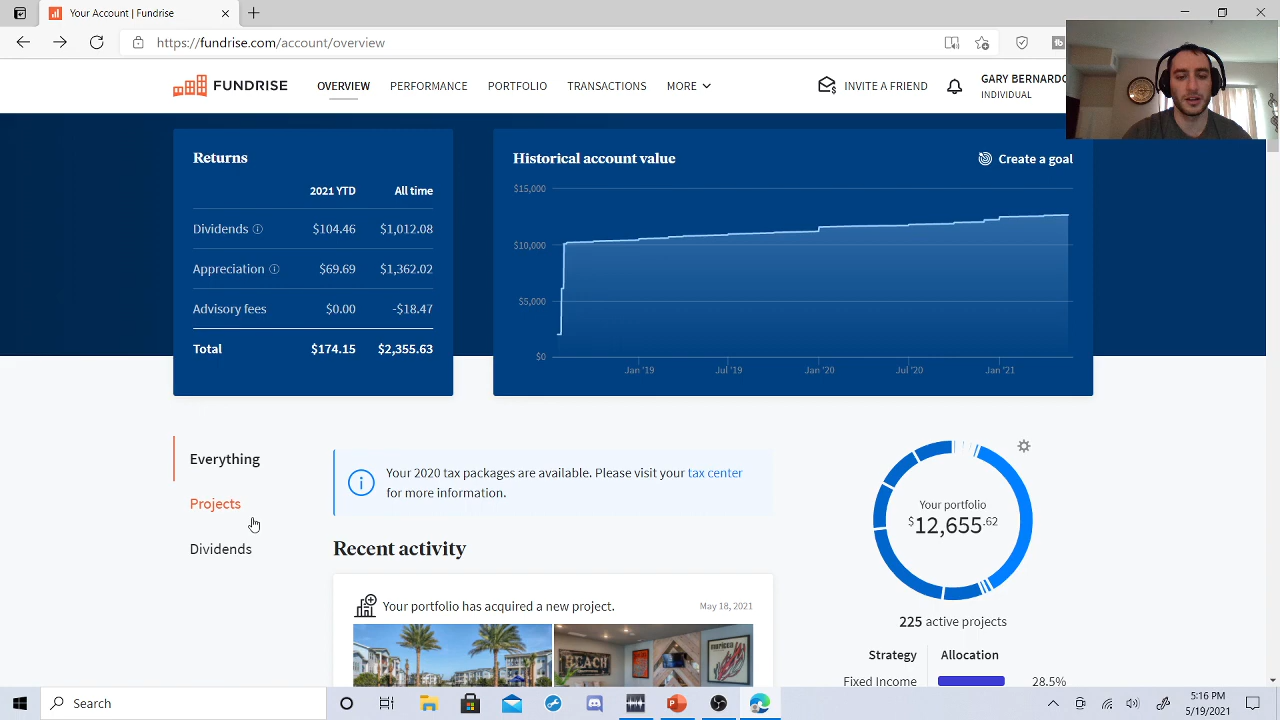 Your Account | Fundrise
https://fundrise.com/account/overview
FUNDRISE
OVERVIEW
PERFORMANCE
PORTFOLIO
TRANSACTIONS
MORE
INVITE A FRIEND
GARY BERNARDO
INDIVIDUAL
Returns
2021 YTD All time
Dividends $104.46 $1,012.08
Appreciation $69.69 $1,362.02
Advisory fees $0.00 -$18.47
Total $174.15 $2,355.63
Historical account value
Create a goal
$15,000
$10,000
$5,000
$0
Jan '19 Jul '19 Jan '20 Jul '20 Jan '21
Everything
Projects
Dividends
Your 2020 tax packages are available. Please visit your tax center
for more information.
Recent activity
Your portfolio has acquired a new project. May 18, 2021
BEACH
Your portfolio
$12,655.62
225 active projects
Strategy Allocation
Fixed Income 28.5%
Search
5:16 PM
5/19/2021